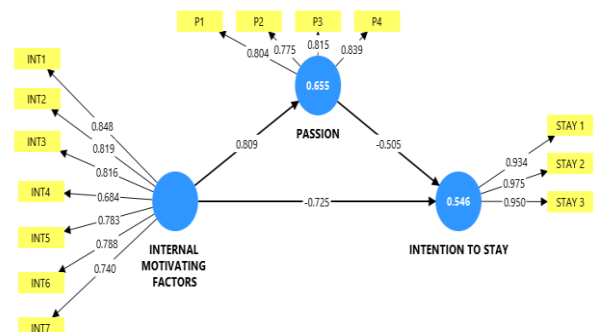 P1
P2
P3
P4
0.804
0.775
0.815
0.839
0.655
PASSION
INT1
INT2
INT3
INT4
INT5
INT6
INT7
0.848
0.819
0.816
0.684
0.783
0.788
0.740
0.809
-0.505
-0.725
INTERNAL
MOTIVATING
FACTORS
0.546
INTENTION TO STAY
0.934
0.975
0.950
STAY 1
STAY 2
STAY 3